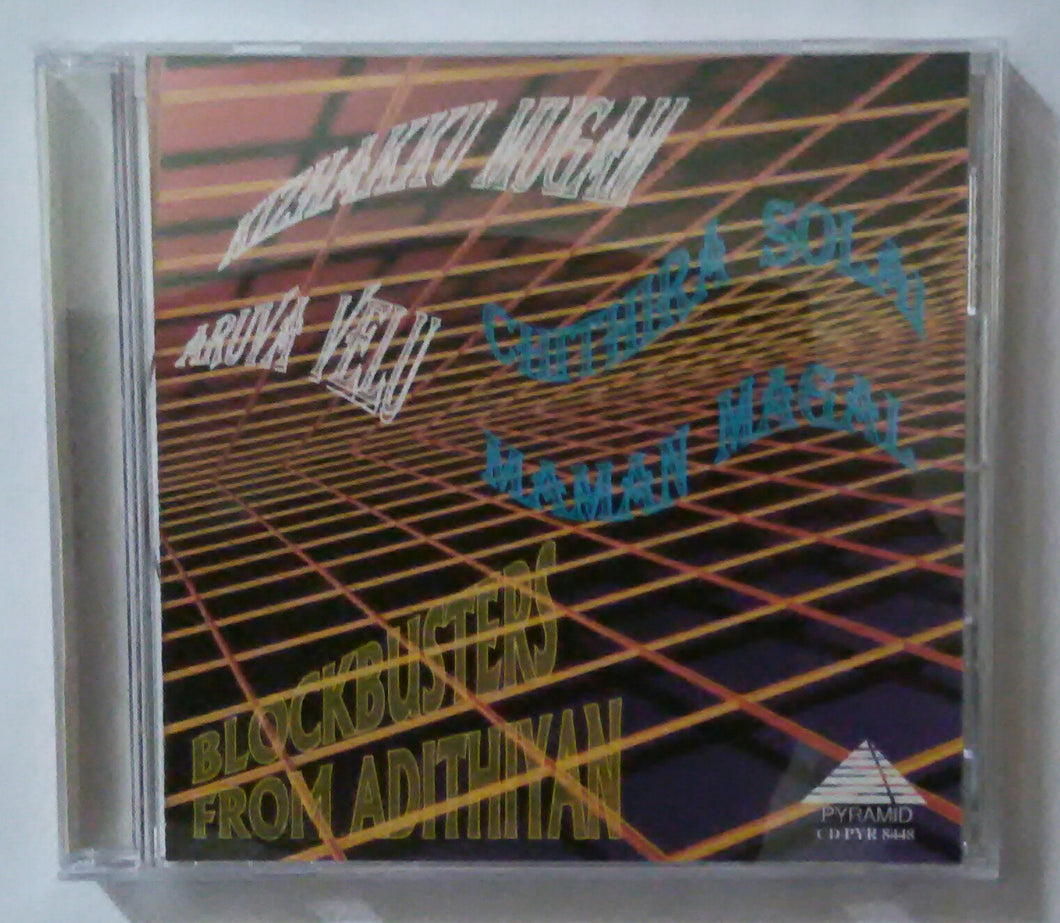 KIZHAKKU MUGAM
ARUVA VELU
CHITHIRA SOLAI
MAMAN MAGAL
BLOCKBUSTERS
FROM ADITHIYAN
PYRAMID
CD PYR 8448